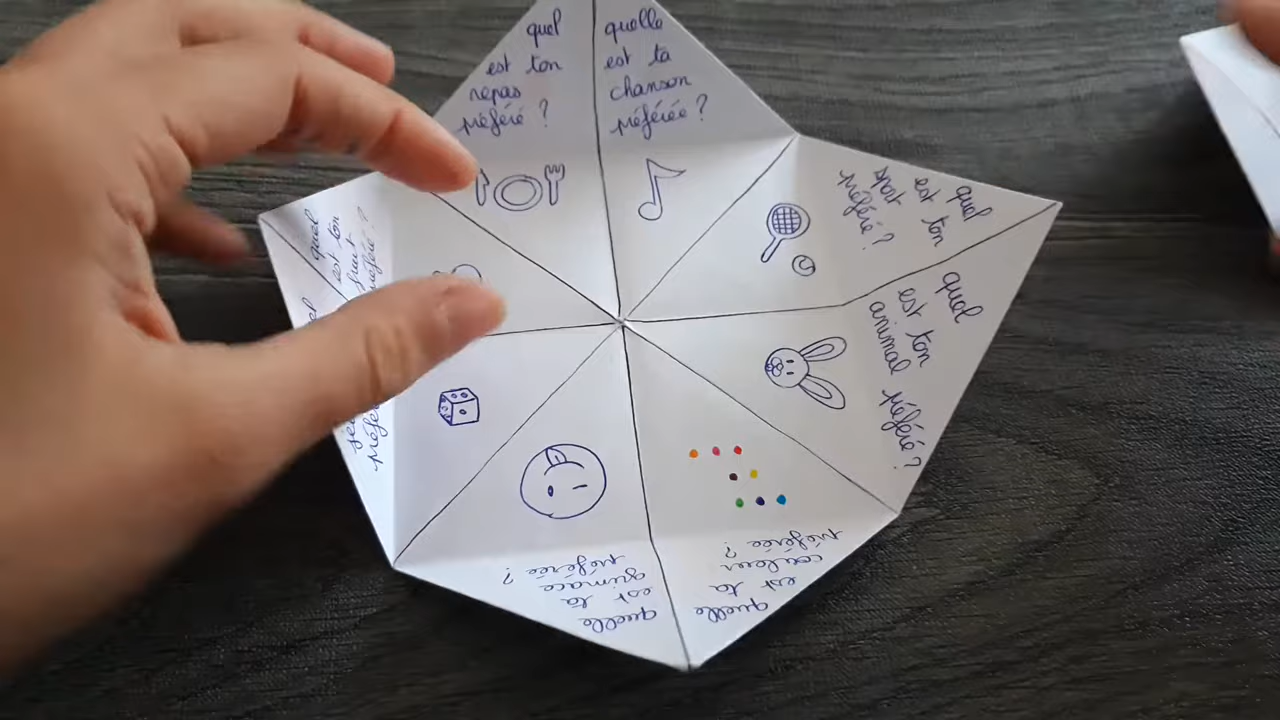 quel
est ton
repas
préféré ?
quelle
est ta
chanson
préférée ?
quel
est ton
sport
préféré ?
quel
est ton
animal
préféré ?
quelle
est ta
couleur
préférée ?
quelle
est ta
grimace
préférée ?
quel
est ton
fruit
préféré ?